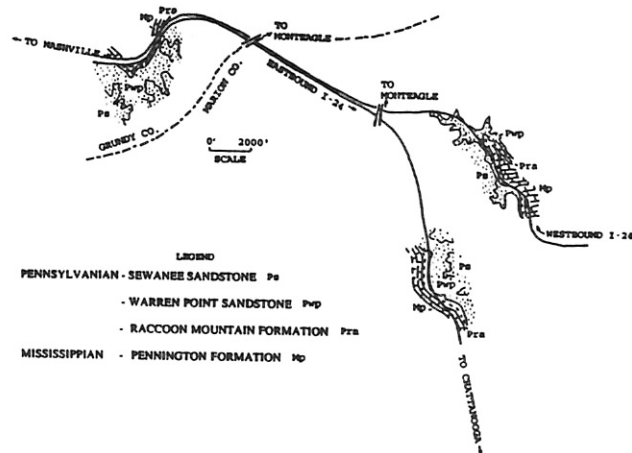 Mp Pra
TO NASHVILLE
TO
MONTEAGLE
Pwp
Ps
GRUNDY CO.
MARION CO.
EASTBOUND I-24
0' 2000'
SCALE
TO
MONTEAGLE
Pwp
Pra
Ps
Mp
WESTBOUND I-24
Ps
Pwp
Mp
Pra
TO CHATTANOOGA
LEGEND
PENNSYLVANIAN - SEWANEE SANDSTONE Ps
- WARREN POINT SANDSTONE Pwp
- RACCOON MOUNTAIN FORMATION Pra
MISSISSIPPIAN - PENNINGTON FORMATION Mp